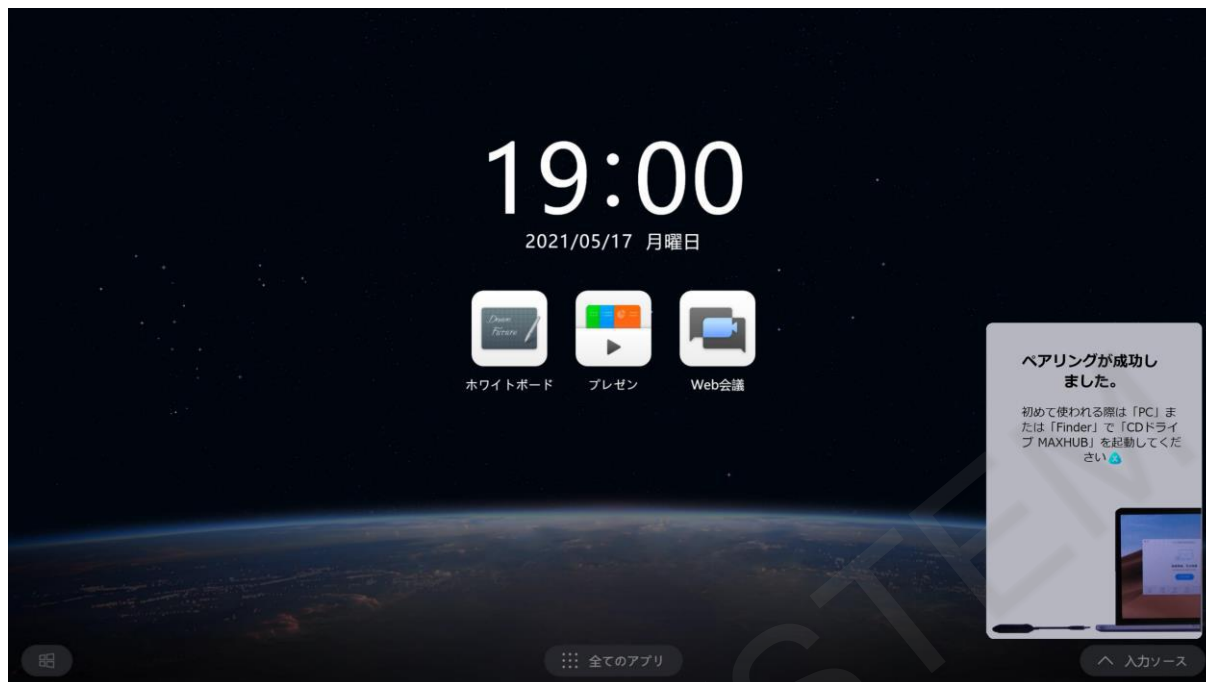 19:00
2021/05/17 月曜日
Dream
Future
ホワイトボード
プレゼン
Web会議
ペアリングが成功し
ました。
初めて使われる際は「PC」ま
たは「Finder」で「CDドライ
ブ MAXHUB」を起動してくだ
さい
全てのアプリ
入力ソース
STEM